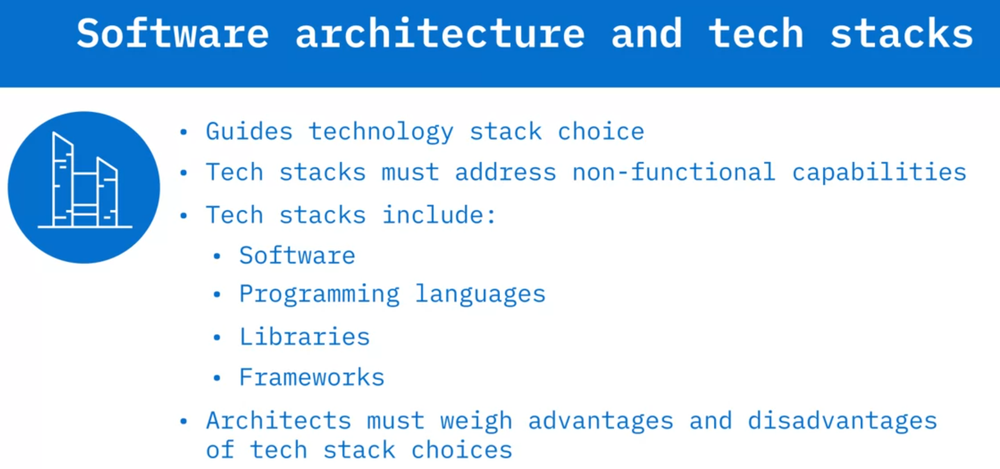 Software architecture and tech stacks
• Guides technology stack choice
• Tech stacks must address non-functional capabilities
• Tech stacks include:
• Software
• Programming languages
• Libraries
• Frameworks
• Architects must weigh advantages and disadvantages
of tech stack choices